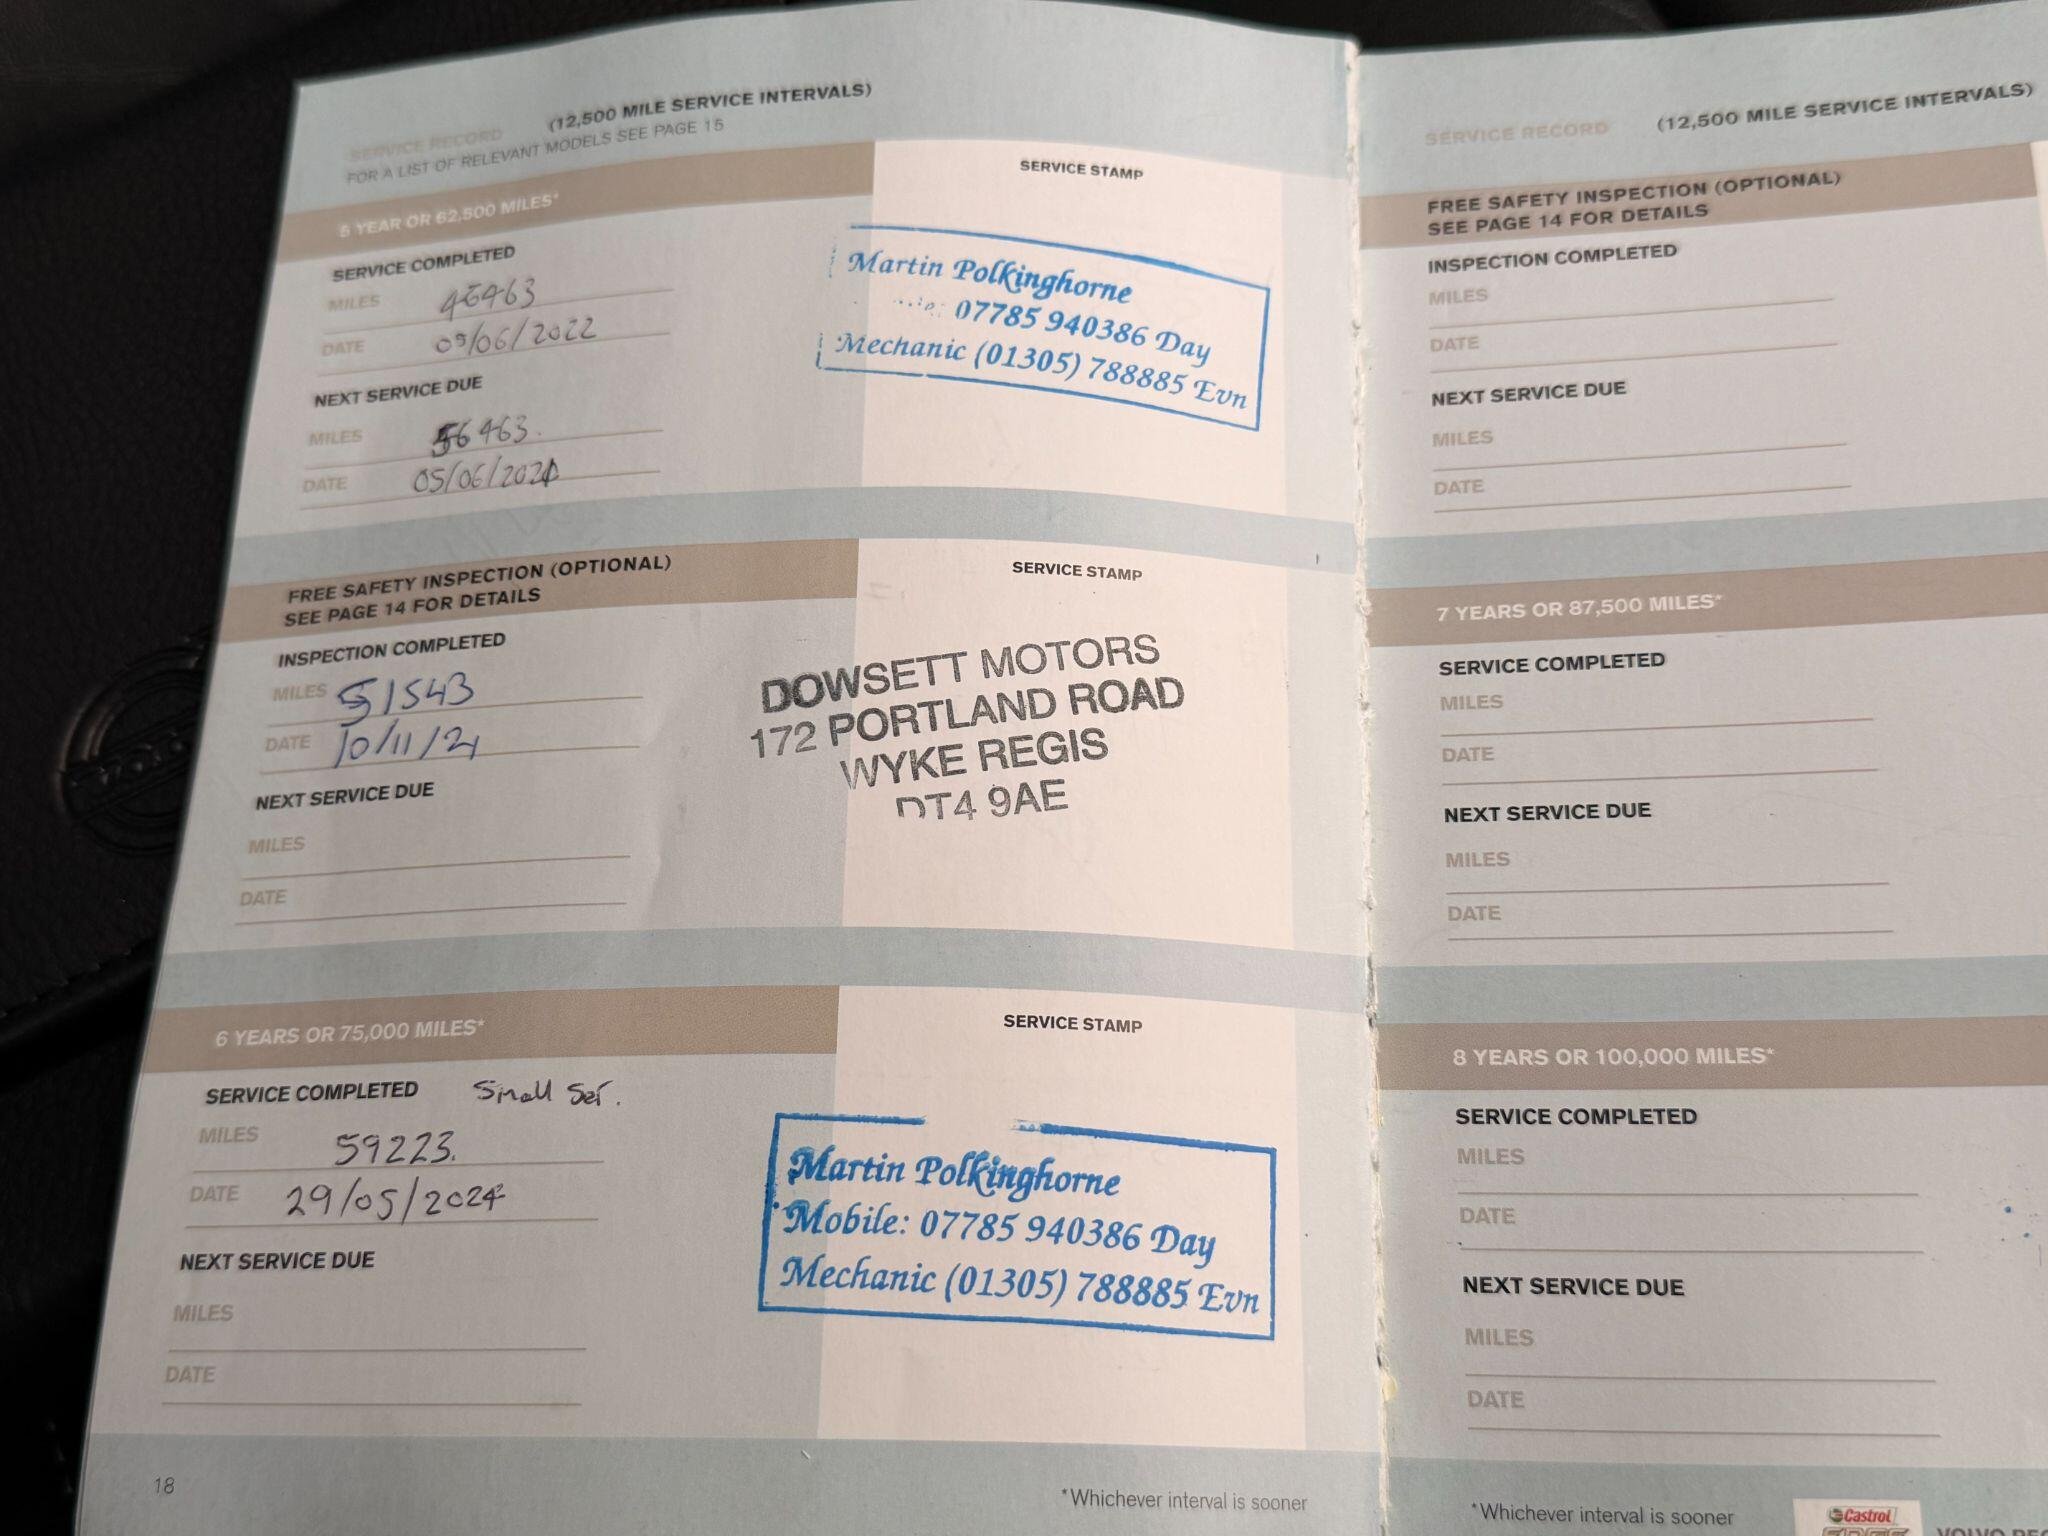 SERVICE RECORD (12,500 MILE SERVICE INTERVALS)
FOR A LIST OF RELEVANT MODELS SEE PAGE 15
5 YEAR OR 62,500 MILES*
SERVICE STAMP
SERVICE COMPLETED
MILES
DATE 09/06/2022
NEXT SERVICE DUE
MILES 56463.
DATE 05/06/202
Martin Polkinghorne
07785 940386 Day
Mechanic (01305) 788885 Evn
FREE SAFETY INSPECTION (OPTIONAL)
SEE PAGE 14 FOR DETAILS
SERVICE STAMP
INSPECTION COMPLETED
MILES 51543
DATE 10/11/21
NEXT SERVICE DUE
MILES
DATE
DOWSETT MOTORS
172 PORTLAND ROAD
WYKE REGIS
DT4 9AE
6 YEARS OR 75,000 MILES*
SERVICE STAMP
SERVICE COMPLETED Small Ser.
MILES 59223.
DATE 29/05/2024
NEXT SERVICE DUE
MILES
DATE
Martin Polkinghorne
Mobile: 07785 940386 Day
Mechanic (01305) 788885 Evn
18
*Whichever interval is sooner
SERVICE RECORD (12,500 MILE SERVICE INTERVALS)
FREE SAFETY INSPECTION (OPTIONAL)
SEE PAGE 14 FOR DETAILS
INSPECTION COMPLETED
MILES
DATE
NEXT SERVICE DUE
MILES
DATE
7 YEARS OR 87,500 MILES*
SERVICE COMPLETED
MILES
DATE
NEXT SERVICE DUE
MILES
DATE
8 YEARS OR 100,000 MILES*
SERVICE COMPLETED
MILES
DATE
NEXT SERVICE DUE
MILES
DATE
*Whichever interval is sooner
Castrol